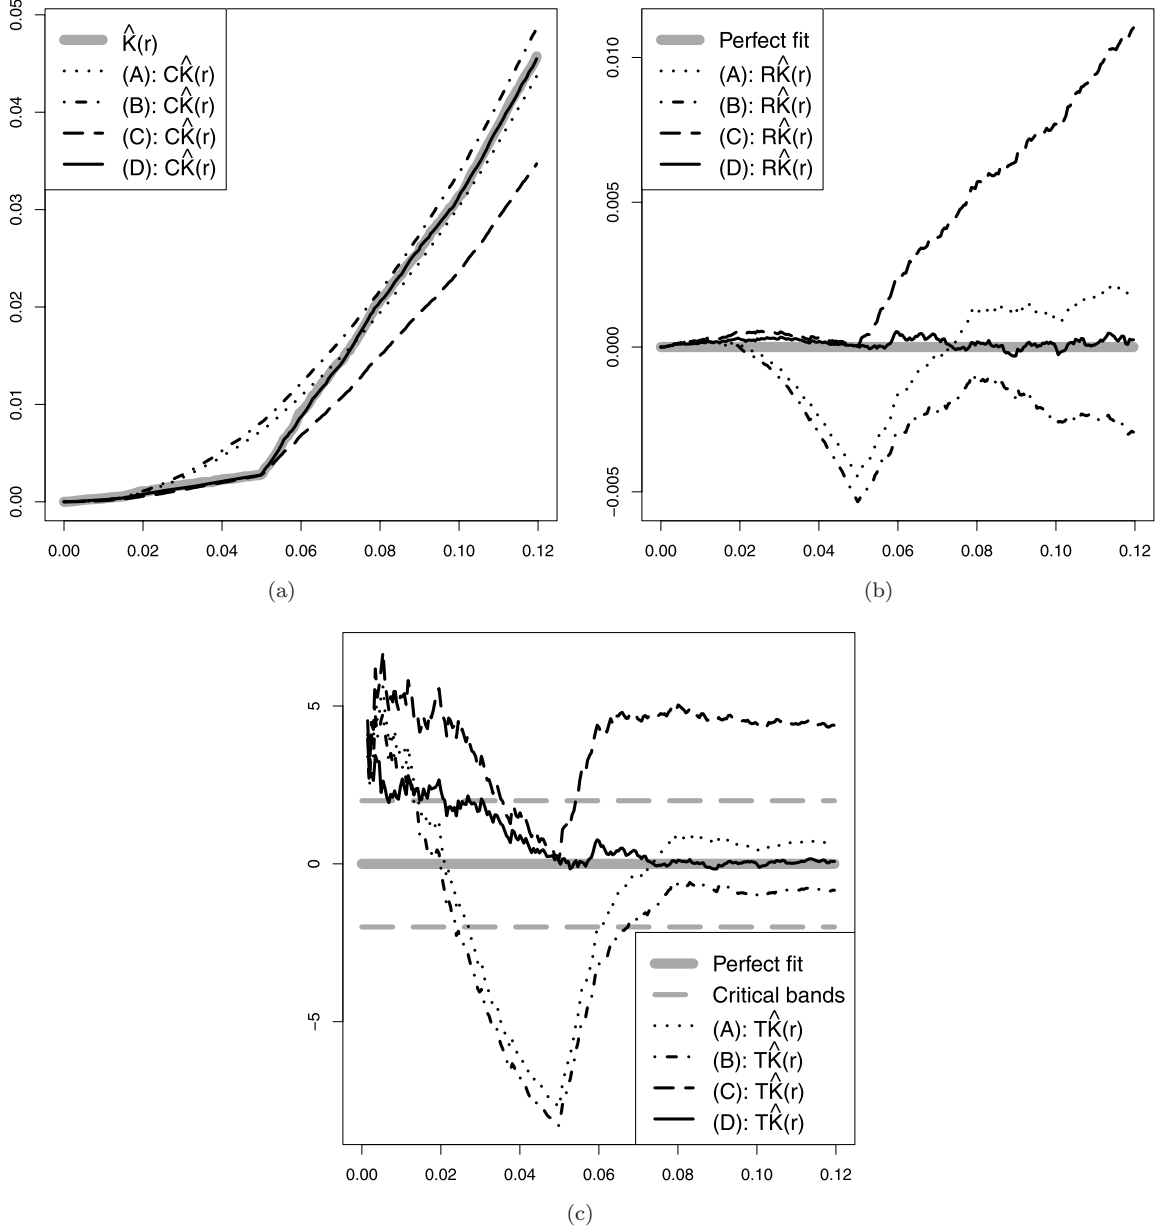 0.00 0.01 0.02 0.03 0.04 0.05
K̂(r)
(A): CK̂(r)
(B): CK̂(r)
(C): CK̂(r)
(D): CK̂(r)
0.00 0.02 0.04 0.06 0.08 0.10 0.12
(a)
−0.005 0.000 0.005 0.010
Perfect fit
(A): RK̂(r)
(B): RK̂(r)
(C): RK̂(r)
(D): RK̂(r)
0.00 0.02 0.04 0.06 0.08 0.10 0.12
(b)
−5 0 5
Perfect fit
Critical bands
(A): TK̂(r)
(B): TK̂(r)
(C): TK̂(r)
(D): TK̂(r)
0.00 0.02 0.04 0.06 0.08 0.10 0.12
(c)